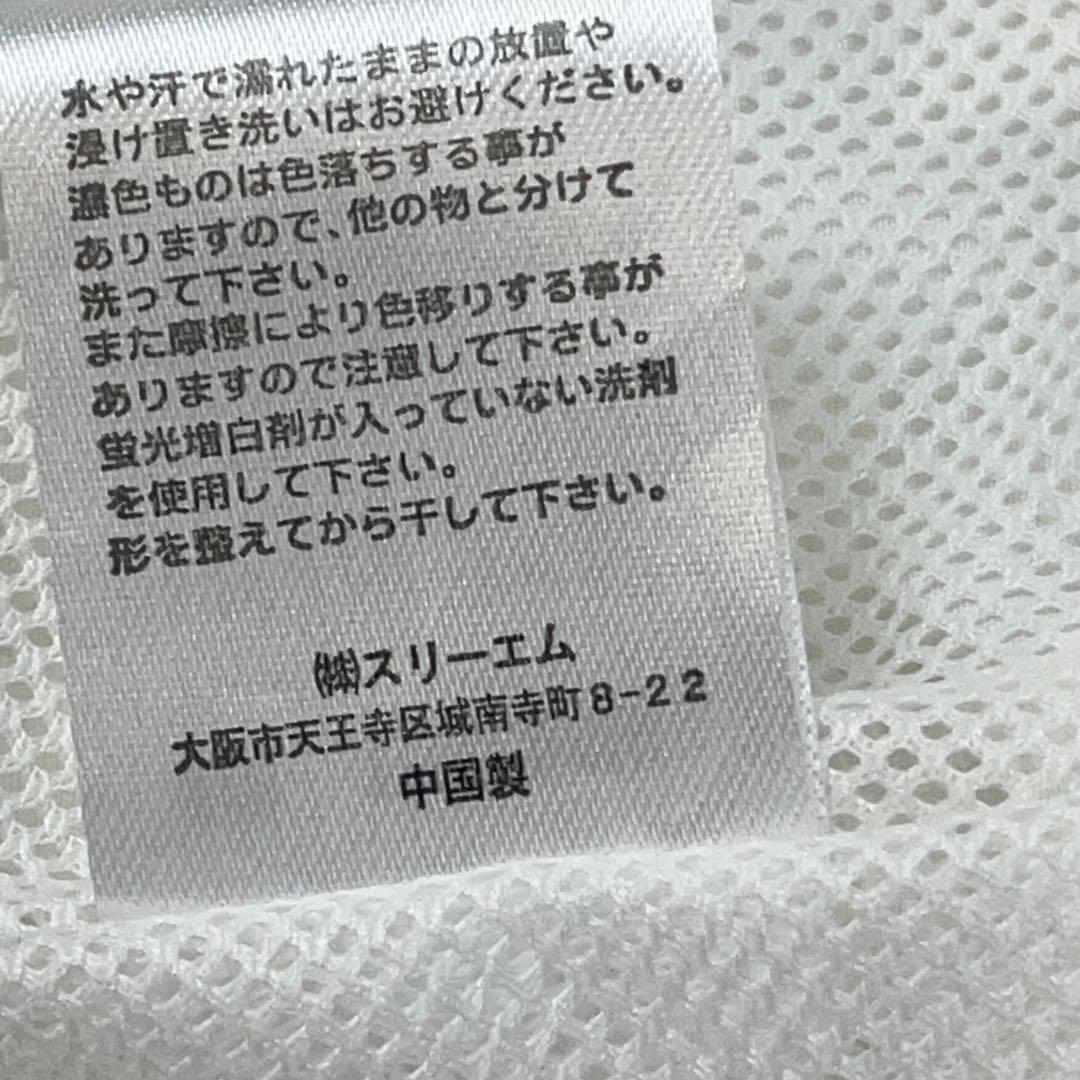 水や汗で漏れたままの放置や
浸け置き洗いはお避けください。
濃色ものは色落ちする事が
ありますので、他の物と分けて
洗って下さい。
また摩擦により色移りする事が
ありますので注意して下さい。
蛍光増白剤が入っていない洗剤
を使用して下さい。
形を整えてから干して下さい。
㈱スリーエム
大阪市天王寺区城南寺町8-22
中国製